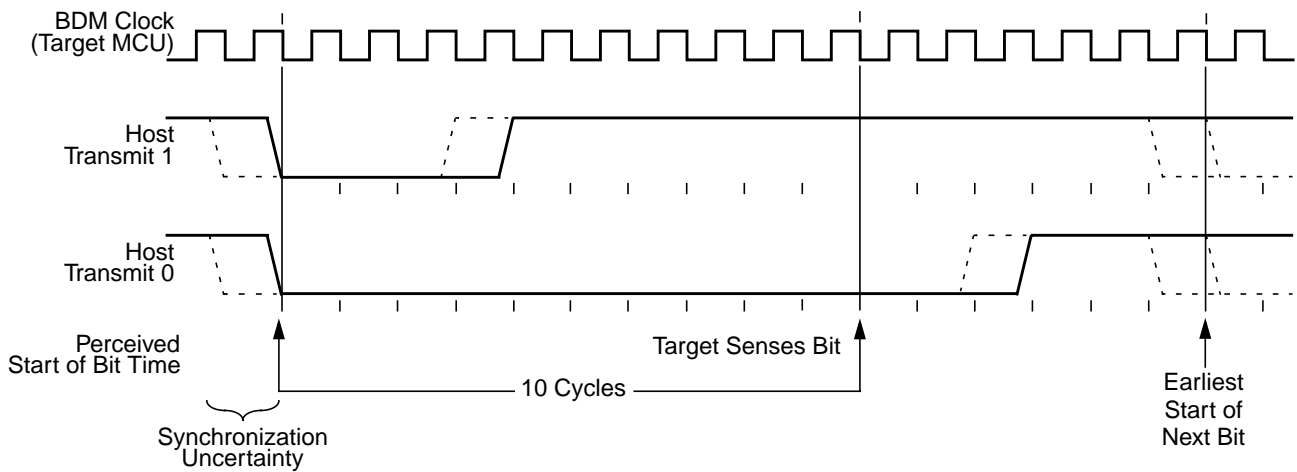 BDM Clock
(Target MCU)
Host
Transmit 1
Host
Transmit 0
Perceived
Start of Bit Time
Target Senses Bit
10 Cycles
Earliest
Start of
Next Bit
Synchronization
Uncertainty